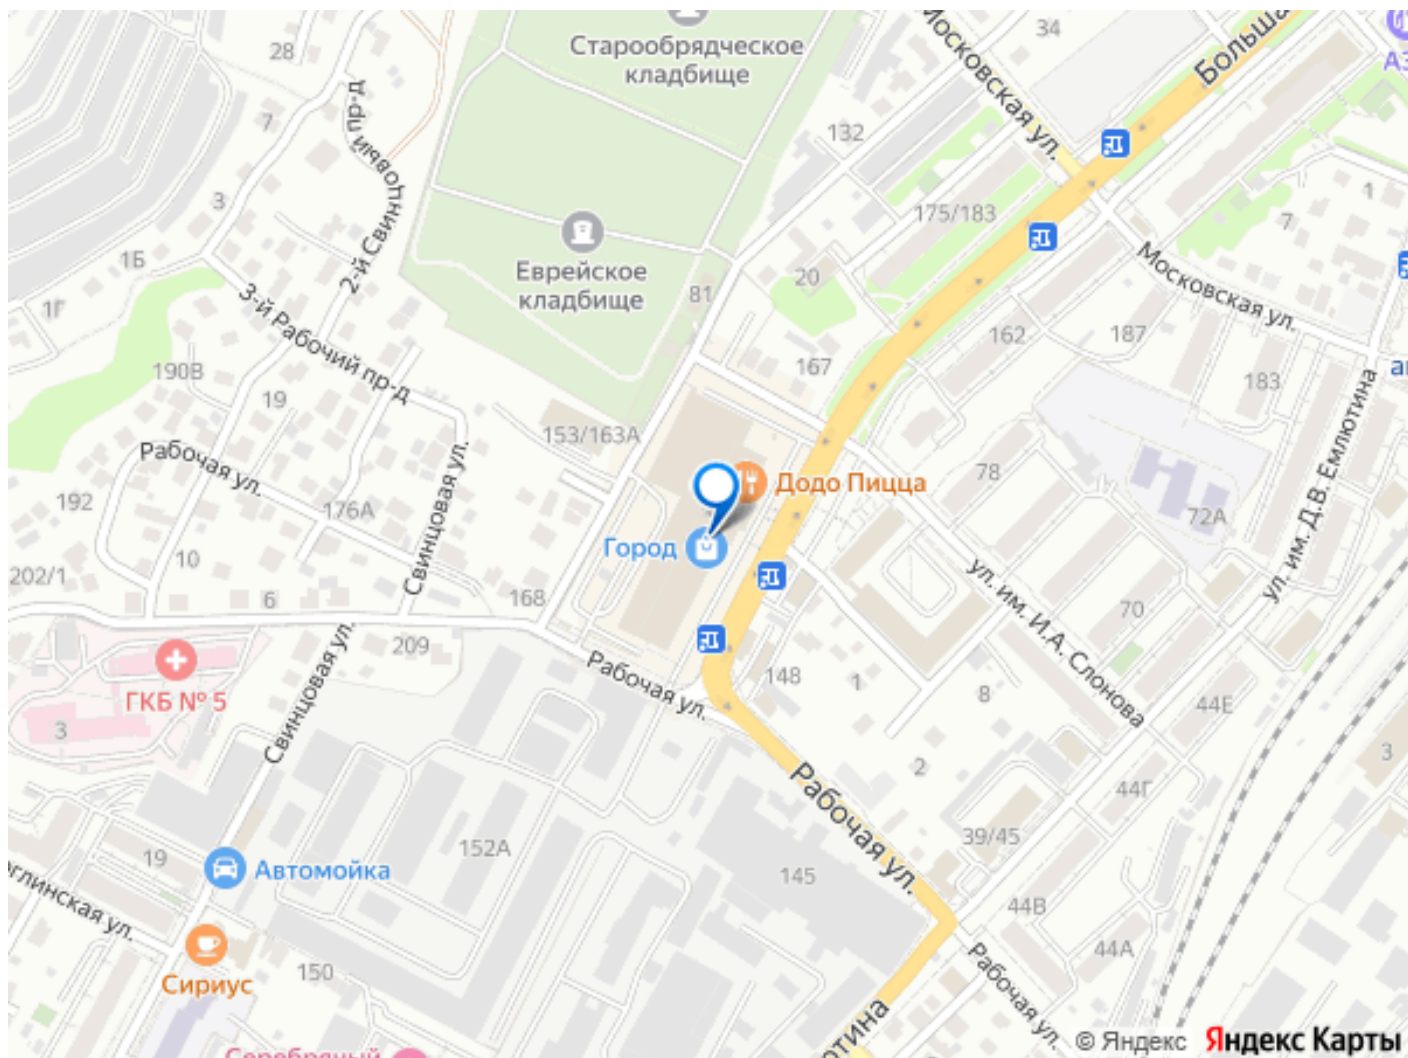 Старообрядческое
кладбище
Московская ул.
34
Больша
28
7
2-й Свинцовый пр-д
132
175/183
1
7
3
Еврейское
кладбище
1Б
81
20
1Г
3-й Рабочий пр-д
Московская ул.
162
187
190В
19
167
183
153/163А
Рабочая ул.
Свинцовая ул.
78
Додо Пицца
192
176А
72А
ул. им. Д.В. Емлютина
Город
10
202/1
6
168
ул. им. И.А. Слонова
70
209
Рабочая ул.
148
1
8
44Е
ГКБ № 5
3
Свинцовая ул.
2
3
44Г
Рабочая ул.
39/45
152А
19
Автомойка
145
44В
44А
Сириус
150
Рабочая ул.
© Яндекс Яндекс Карты